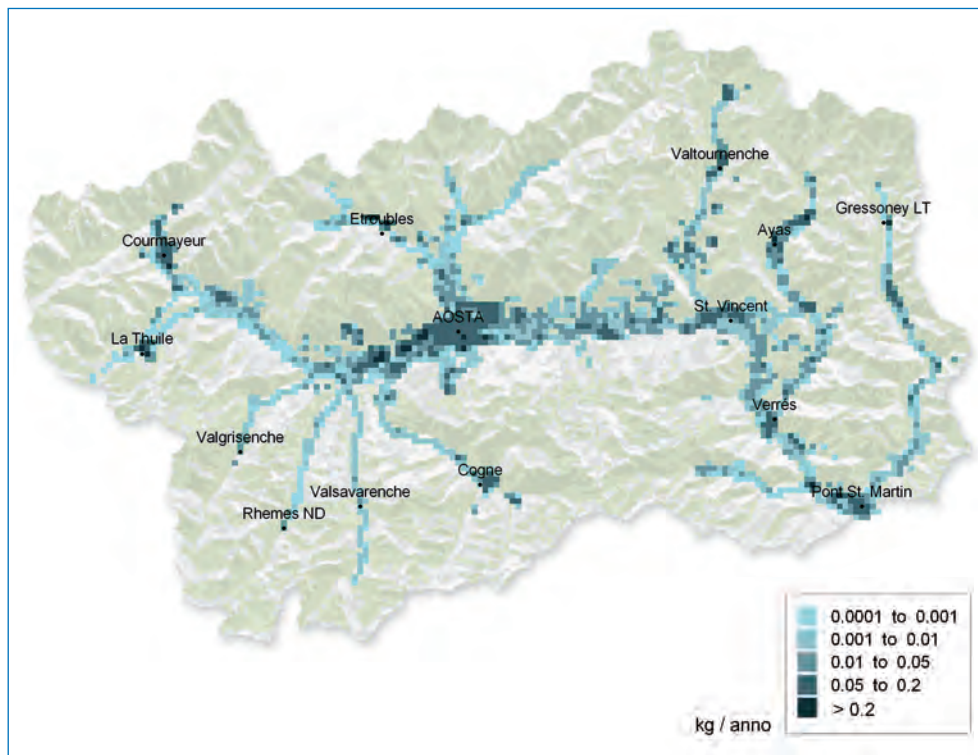 Valtournenche
Gressoney LT
Etroubles
Ayas
Courmayeur
AOSTA
St. Vincent
La Thuile
Verrés
Valgrisenche
Cogne
Valsavarenche
Pont St. Martin
Rhemes ND
0.0001 to 0.001
0.001 to 0.01
0.01 to 0.05
0.05 to 0.2
> 0.2
kg / anno